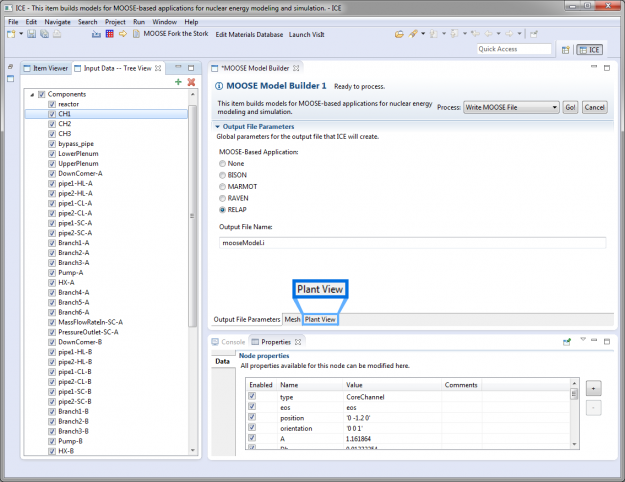 ICE - This item builds models for MOOSE-based applications for nuclear energy modeling and simulation. - ICE
File Edit Navigate Search Project Run Window Help
MOOSE Fork the Stork Edit Materials Database Launch VisIt
Quick Access
ICE
Item Viewer Input Data -- Tree View
Components
reactor
CH1
CH2
CH3
bypass_pipe
LowerPlenum
UpperPlenum
DownCorner-A
pipe1-HL-A
pipe2-HL-A
pipe1-CL-A
pipe2-CL-A
pipe1-SC-A
pipe2-SC-A
Branch1-A
Branch2-A
Branch3-A
Pump-A
HX-A
Branch4-A
Branch5-A
Branch6-A
MassFlowRateIn-SC-A
PressureOutlet-SC-A
DownCorner-B
pipe1-HL-B
pipe2-HL-B
pipe1-CL-B
pipe2-CL-B
pipe1-SC-B
pipe2-SC-B
Branch1-B
Branch2-B
Branch3-B
Pump-B
HX-B
*MOOSE Model Builder
MOOSE Model Builder 1 Ready to process.
This item builds models for MOOSE-based applications for nuclear energy
modeling and simulation.
Process: Write MOOSE File Go! Cancel
Output File Parameters
Global parameters for the output file that ICE will create.
MOOSE-Based Application:
None
BISON
MARMOT
RAVEN
RELAP
Output File Name:
mooseModel.i
Plant View
Output File Parameters Mesh Plant View
Console Properties
Data
Node properties
All properties available for this node can be modified here.
Enabled Name Value Comments
type CoreChannel
eos eos
position '0 -1.2 0'
orientation '0 0 1'
A 1.161864
+
-